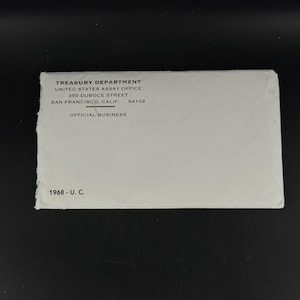 TREASURY DEPARTMENT
UNITED STATES ASSAY OFFICE
350 DUBOCE STREET
SAN FRANCISCO, CALIF. 94102
OFFICIAL BUSINESS
1968 - U. C.